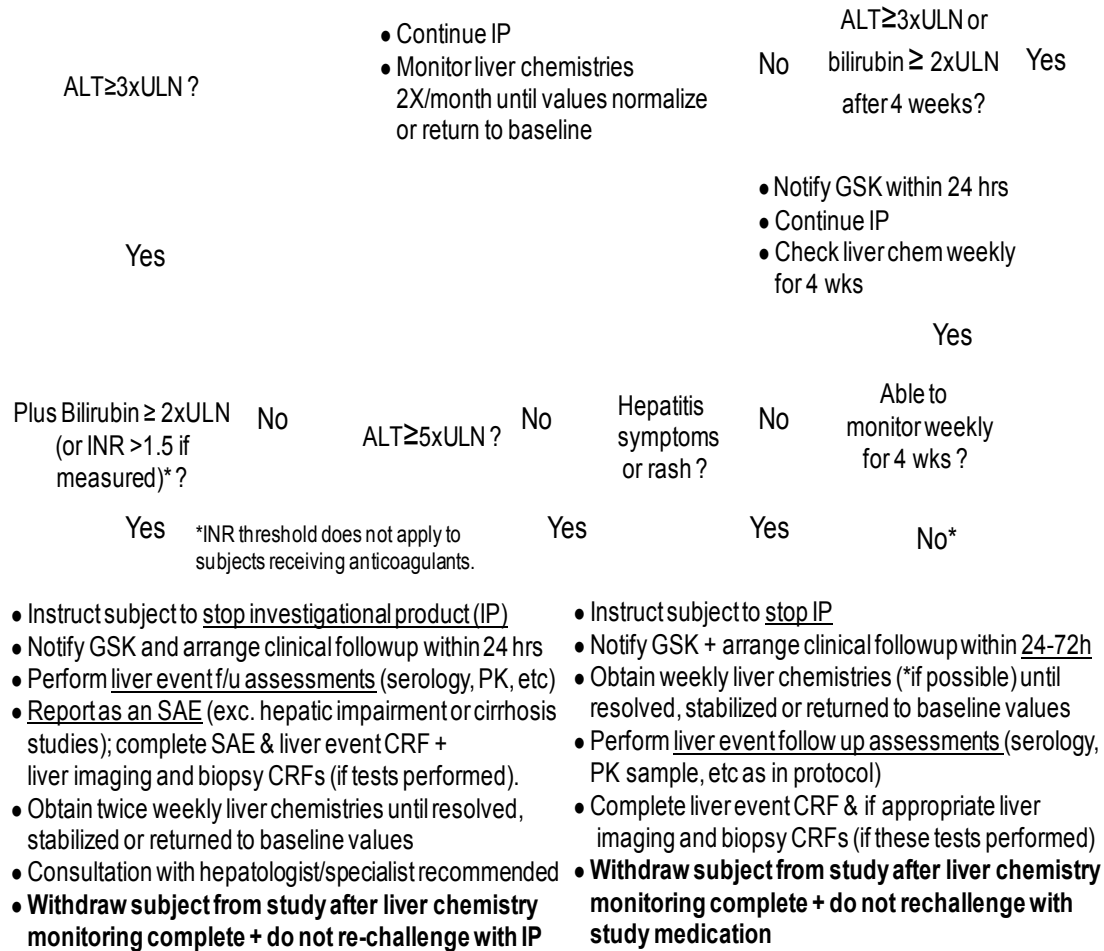 ALT≥3xULN ?
● Continue IP
● Monitor liver chemistries
2X/month until values normalize
or return to baseline
No
ALT≥3xULN or
bilirubin ≥ 2xULN
after 4 weeks?
Yes
● Notify GSK within 24 hrs
● Continue IP
● Check liver chem weekly
for 4 wks
Yes
Yes
Plus Bilirubin ≥ 2xULN
(or INR >1.5 if
measured)* ?
No
ALT≥5xULN ?
No
Hepatitis
symptoms
or rash ?
No
Able to
monitor weekly
for 4 wks ?
Yes
*INR threshold does not apply to
subjects receiving anticoagulants.
Yes
Yes
No*
● Instruct subject to stop investigational product (IP)
● Notify GSK and arrange clinical followup within 24 hrs
● Perform liver event f/u assessments (serology, PK, etc)
● Report as an SAE (exc. hepatic impairment or cirrhosis
studies); complete SAE & liver event CRF +
liver imaging and biopsy CRFs (if tests performed).
● Obtain twice weekly liver chemistries until resolved,
stabilized or returned to baseline values
● Consultation with hepatologist/specialist recommended
● Withdraw subject from study after liver chemistry
monitoring complete + do not re-challenge with IP
● Instruct subject to stop IP
● Notify GSK + arrange clinical followup within 24-72h
● Obtain weekly liver chemistries (*if possible) until
resolved, stabilized or returned to baseline values
● Perform liver event follow up assessments (serology,
PK sample, etc as in protocol)
● Complete liver event CRF & if appropriate liver
imaging and biopsy CRFs (if these tests performed)
● Withdraw subject from study after liver chemistry
monitoring complete + do not rechallenge with
study medication